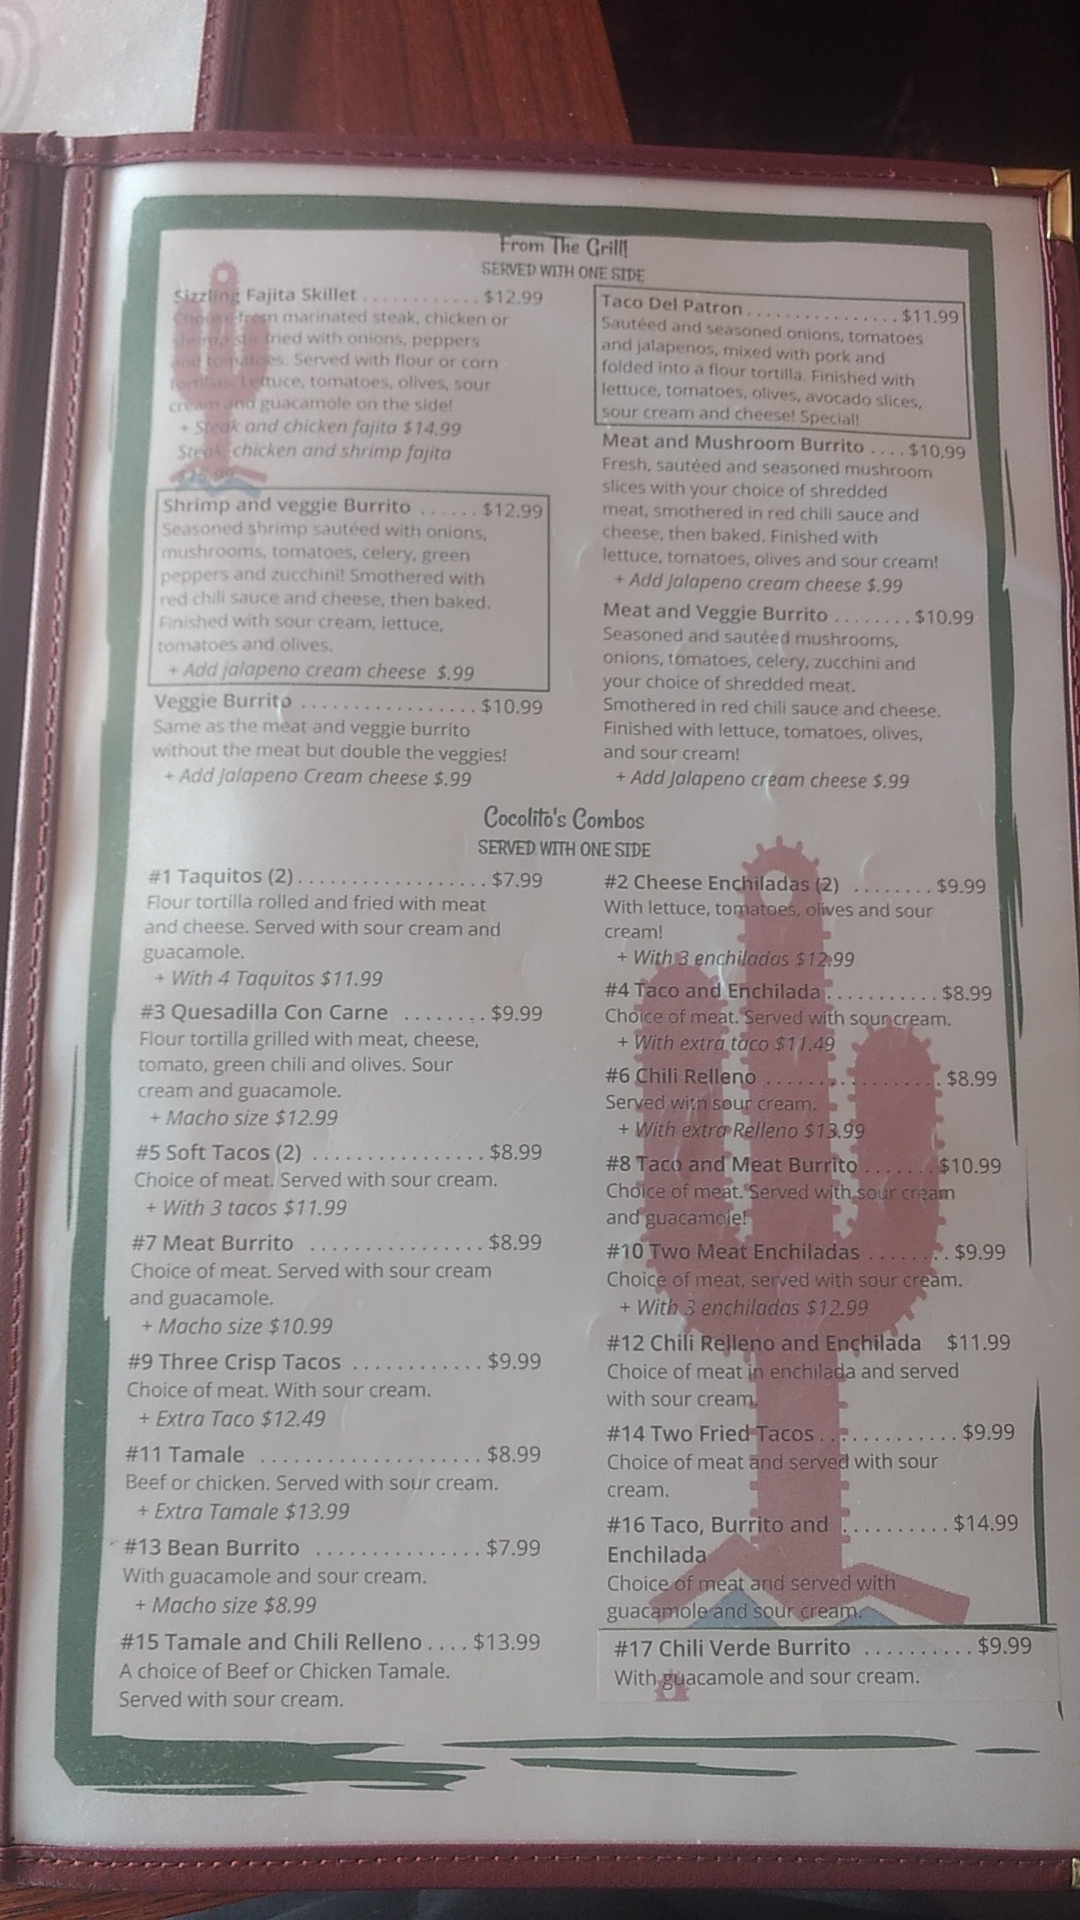 From The Grill!
SERVED WITH ONE SIDE
Sizzling Fajita Skillet ............ $12.99
Choose from marinated steak, chicken or
shrimp stir fried with onions, peppers
and tomatoes. Served with flour or corn
tortillas. Lettuce, tomatoes, olives, sour
cream and guacamole on the side!
+ Steak and chicken fajita $14.99
Steak, chicken and shrimp fajita
Shrimp and veggie Burrito ...... $12.99
Seasoned shrimp sautéed with onions,
mushrooms, tomatoes, celery, green
peppers and zucchini! Smothered with
red chili sauce and cheese, then baked.
Finished with sour cream, lettuce,
tomatoes and olives.
+ Add jalapeno cream cheese $.99
Veggie Burrito .................. $10.99
Same as the meat and veggie burrito
without the meat but double the veggies!
+ Add Jalapeno Cream cheese $.99
Taco Del Patron ................ $11.99
Sautéed and seasoned onions, tomatoes
and jalapenos, mixed with pork and
folded into a flour tortilla. Finished with
lettuce, tomatoes, olives, avocado slices,
sour cream and cheese! Special!
Meat and Mushroom Burrito .... $10.99
Fresh, sautéed and seasoned mushroom
slices with your choice of shredded
meat, smothered in red chili sauce and
cheese, then baked. Finished with
lettuce, tomatoes, olives and sour cream!
+ Add Jalapeno cream cheese $.99
Meat and Veggie Burrito ........ $10.99
Seasoned and sautéed mushrooms,
onions, tomatoes, celery, zucchini and
your choice of shredded meat.
Smothered in red chili sauce and cheese.
Finished with lettuce, tomatoes, olives,
and sour cream!
+ Add Jalapeno cream cheese $.99
Cocolito's Combos
SERVED WITH ONE SIDE
#1 Taquitos (2) .................. $7.99
Flour tortilla rolled and fried with meat
and cheese. Served with sour cream and
guacamole.
+ With 4 Taquitos $11.99
#3 Quesadilla Con Carne ........ $9.99
Flour tortilla grilled with meat, cheese,
tomato, green chili and olives. Sour
cream and guacamole.
+ Macho size $12.99
#5 Soft Tacos (2) ................ $8.99
Choice of meat. Served with sour cream.
+ With 3 tacos $11.99
#7 Meat Burrito ................ $8.99
Choice of meat. Served with sour cream
and guacamole.
+ Macho size $10.99
#9 Three Crisp Tacos ............ $9.99
Choice of meat. With sour cream.
+ Extra Taco $12.49
#11 Tamale ..................... $8.99
Beef or chicken. Served with sour cream.
+ Extra Tamale $13.99
#13 Bean Burrito ............... $7.99
With guacamole and sour cream.
+ Macho size $8.99
#15 Tamale and Chili Relleno .... $13.99
A choice of Beef or Chicken Tamale.
Served with sour cream.
#2 Cheese Enchiladas (2) ........ $9.99
With lettuce, tomatoes, olives and sour
cream!
+ With 3 enchiladas $12.99
#4 Taco and Enchilada ........... $8.99
Choice of meat. Served with sour cream.
+ With extra taco $11.49
#6 Chili Relleno ................. $8.99
Served with sour cream.
+ With extra Relleno $13.99
#8 Taco and Meat Burrito ....... $10.99
Choice of meat. Served with sour cream
and guacamole!
#10 Two Meat Enchiladas ........ $9.99
Choice of meat, served with sour cream.
+ With 3 enchiladas $12.99
#12 Chili Relleno and Enchilada $11.99
Choice of meat in enchilada and served
with sour cream.
#14 Two Fried Tacos ............. $9.99
Choice of meat and served with sour
cream.
#16 Taco, Burrito and .......... $14.99
Enchilada
Choice of meat and served with
guacamole and sour cream.
#17 Chili Verde Burrito .......... $9.99
With guacamole and sour cream.